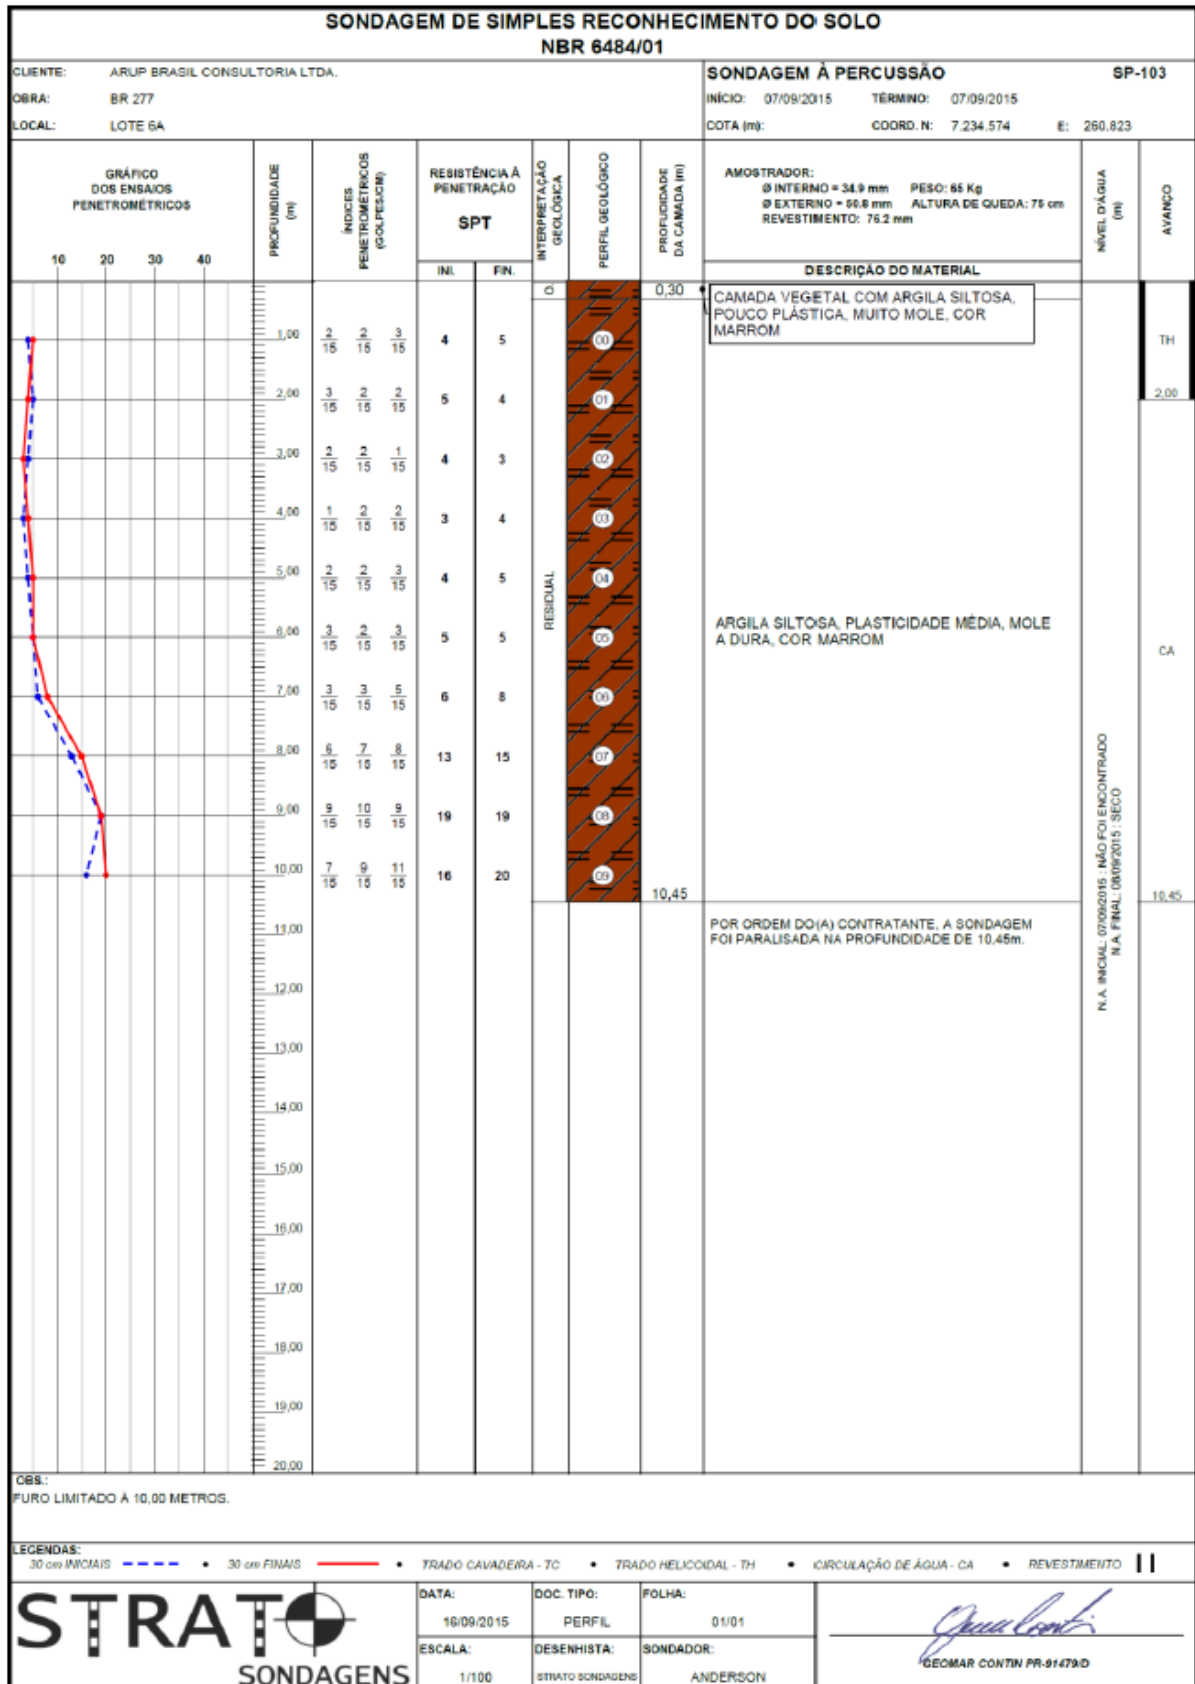 SONDAGEM DE SIMPLES RECONHECIMENTO DO SOLO
NBR 6484/01
CLIENTE: ARUP BRASIL CONSULTORIA LTDA.
OBRA: BR 277
LOCAL: LOTE 6A
SONDAGEM À PERCUSSÃO SP-103
INÍCIO: 07/09/2015 TÉRMINO: 07/09/2015
COTA (m): COORD. N: 7.234.574 E: 260.823
GRÁFICO
DOS ENSAIOS
PENETROMÉTRICOS
10 20 30 40
PROFUNDIDADE
(m)
ÍNDICES
PENETROMÉTRICOS
(GOLPES/CM)
RESISTÊNCIA À
PENETRAÇÃO
SPT
INI. FIN.
INTERPRETAÇÃO
GEOLÓGICA
PERFIL GEOLÓGICO
PROFUDIDADE
DA CAMADA (m)
AMOSTRADOR:
Ø INTERNO = 34.9 mm PESO: 65 Kg
Ø EXTERNO = 50.8 mm ALTURA DE QUEDA: 75 cm
REVESTIMENTO: 76.2 mm
DESCRIÇÃO DO MATERIAL
NÍVEL D'ÁGUA
(m)
AVANÇO
O. 0,30
CAMADA VEGETAL COM ARGILA SILTOSA,
POUCO PLÁSTICA, MUITO MOLE, COR
MARROM
1,00 2/15 2/15 3/15 4 5 00 TH
2,00 3/15 2/15 2/15 5 4 01 2,00
3,00 2/15 2/15 1/15 4 3 02
4,00 1/15 2/15 2/15 3 4 03
5,00 2/15 2/15 3/15 4 5 04
RESIDUAL
6,00 3/15 2/15 3/15 5 5 05
ARGILA SILTOSA, PLASTICIDADE MÉDIA, MOLE
A DURA, COR MARROM
CA
7,00 3/15 3/15 5/15 6 8 06
8,00 6/15 7/15 8/15 13 15 07
9,00 9/15 10/15 9/15 19 19 08
10,00 7/15 9/15 11/15 16 20 09
10,45 10,45
N.A. INICIAL: 07/09/2015 : NÃO FOI ENCONTRADO
N.A. FINAL: 08/09/2015 : SECO
POR ORDEM DO(A) CONTRATANTE, A SONDAGEM
FOI PARALISADA NA PROFUNDIDADE DE 10,45m.
11,00
12,00
13,00
14,00
15,00
16,00
17,00
18,00
19,00
20,00
OBS.:
FURO LIMITADO À 10,00 METROS.
LEGENDAS:
30 cm INICIAIS • 30 cm FINAIS • TRADO CAVADEIRA - TC • TRADO HELICOIDAL - TH • CIRCULAÇÃO DE ÁGUA - CA • REVESTIMENTO
STRATO
SONDAGENS
DATA: 16/09/2015
DOC. TIPO: PERFIL
FOLHA: 01/01
ESCALA: 1/100
DESENHISTA: STRATO SONDAGENS
SONDADOR: ANDERSON
GEOMAR CONTIN PR-91479/D